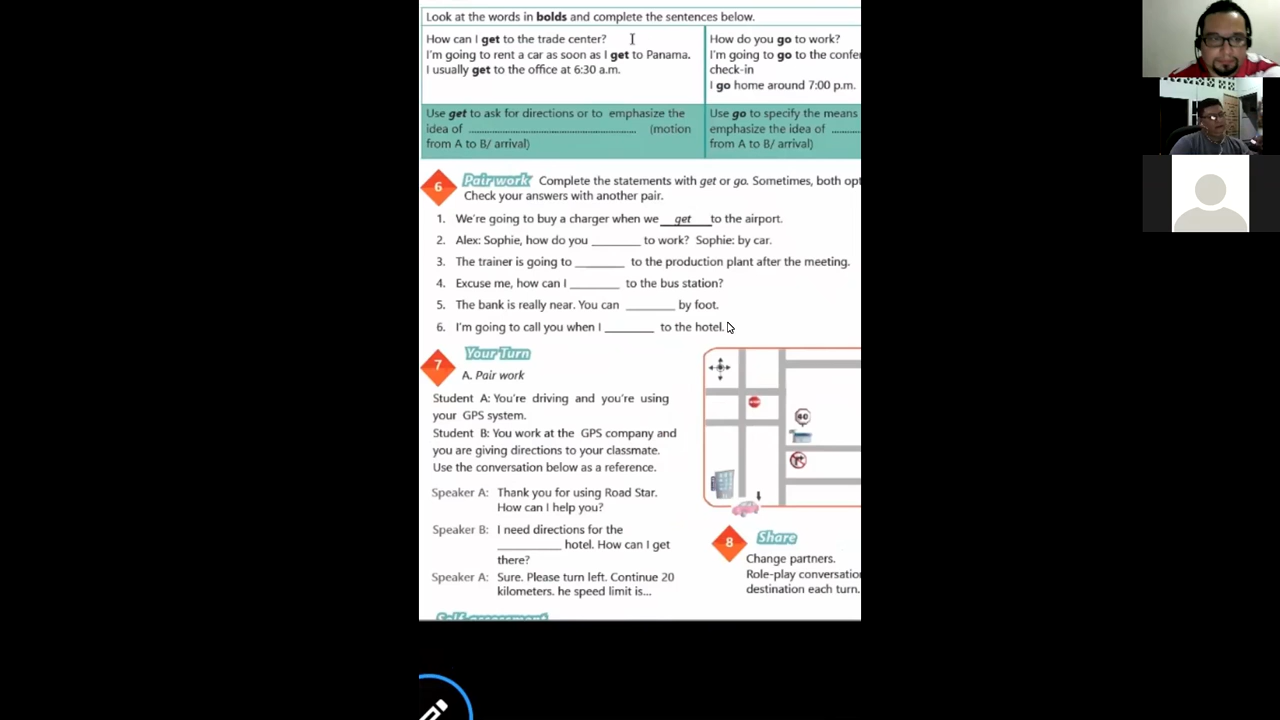 Look at the words in bolds and complete the sentences below.
How can I get to the trade center?
I'm going to rent a car as soon as I get to Panama.
I usually get to the office at 6:30 a.m.
How do you go to work?
I'm going to go to the confe
check-in
I go home around 7:00 p.m.
Use get to ask for directions or to emphasize the
idea of ........................................................ (motion
from A to B/ arrival)
Use go to specify the means
emphasize the idea of ..........
from A to B/ arrival)
6 Pair work Complete the statements with get or go. Sometimes, both opt
Check your answers with another pair.
1. We're going to buy a charger when we __get__ to the airport.
2. Alex: Sophie, how do you ________ to work? Sophie: by car.
3. The trainer is going to ________ to the production plant after the meeting.
4. Excuse me, how can I ________ to the bus station?
5. The bank is really near. You can ________ by foot.
6. I'm going to call you when I ________ to the hotel.
7 Your Turn
A. Pair work
Student A: You're driving and you're using
your GPS system.
Student B: You work at the GPS company and
you are giving directions to your classmate.
Use the conversation below as a reference.
Speaker A: Thank you for using Road Star.
How can I help you?
Speaker B: I need directions for the
__________ hotel. How can I get
there?
Speaker A: Sure. Please turn left. Continue 20
kilometers. he speed limit is...
60
8 Share
Change partners.
Role-play conversatio
destination each turn.
Self-assessment